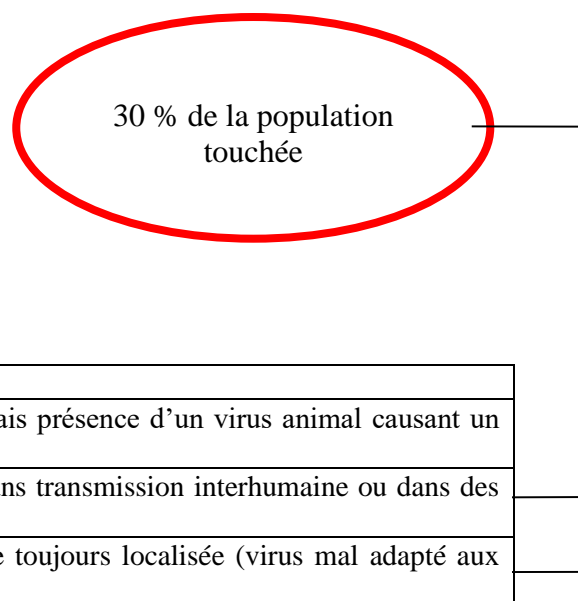 30 % de la population
touchée
ais présence d’un virus animal causant un
ns transmission interhumaine ou dans des
e toujours localisée (virus mal adapté aux